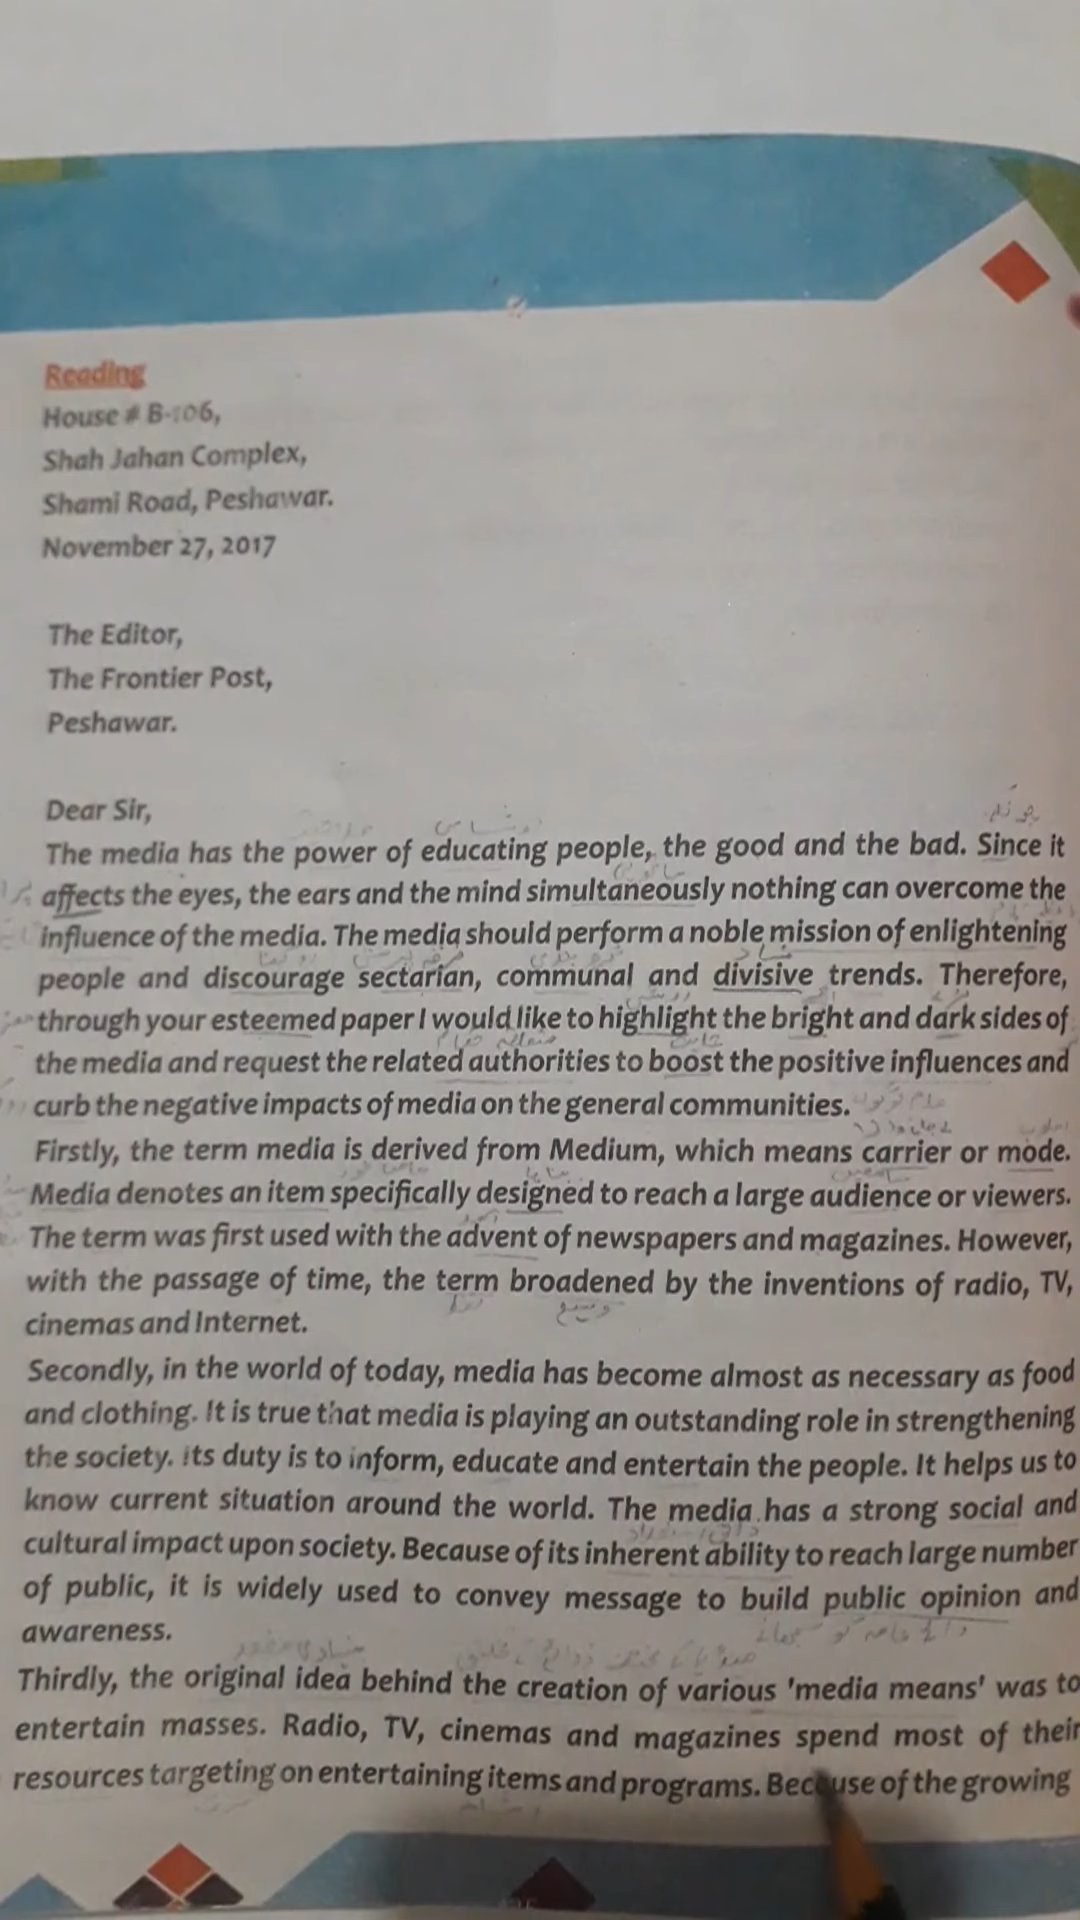 Reading
House # B-106,
Shah Jahan Complex,
Shami Road, Peshawar.
November 27, 2017
The Editor,
The Frontier Post,
Peshawar.
Dear Sir,
The media has the power of educating people, the good and the bad. Since it
affects the eyes, the ears and the mind simultaneously nothing can overcome the
influence of the media. The media should perform a noble mission of enlightening
people and discourage sectarian, communal and divisive trends. Therefore,
through your esteemed paper I would like to highlight the bright and dark sides of
the media and request the related authorities to boost the positive influences and
curb the negative impacts of media on the general communities.
Firstly, the term media is derived from Medium, which means carrier or mode.
Media denotes an item specifically designed to reach a large audience or viewers.
The term was first used with the advent of newspapers and magazines. However,
with the passage of time, the term broadened by the inventions of radio, TV,
cinemas and Internet.
وسیع
Secondly, in the world of today, media has become almost as necessary as food
and clothing. It is true that media is playing an outstanding role in strengthening
the society. Its duty is to inform, educate and entertain the people. It helps us to
know current situation around the world. The media has a strong social and
cultural impact upon society. Because of its inherent ability to reach large number
of public, it is widely used to convey message to build public opinion and
awareness.
Thirdly, the original idea behind the creation of various 'media means' was to
entertain masses. Radio, TV, cinemas and magazines spend most of their
resources targeting on entertaining items and programs. Because of the growing